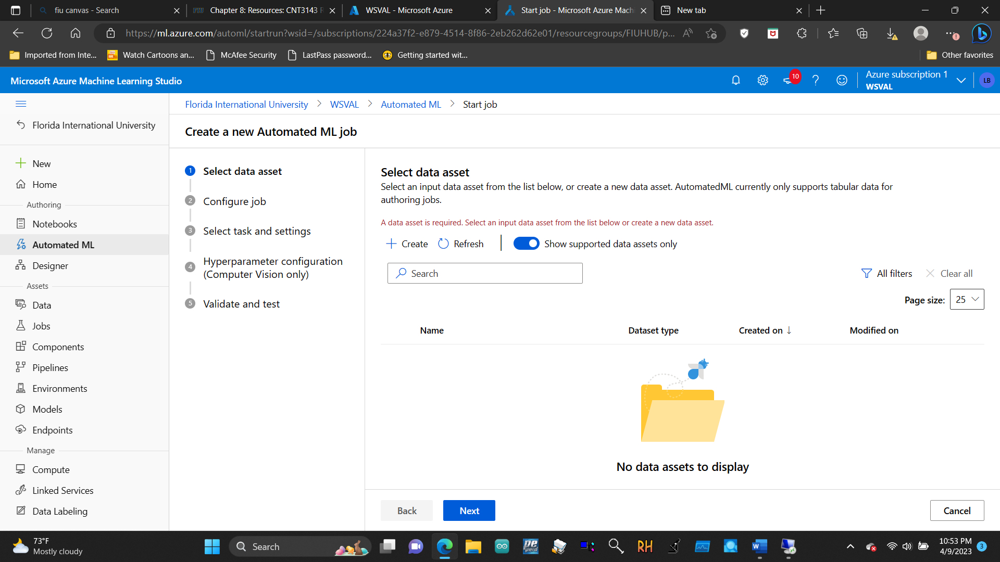 fiu canvas - Search
Chapter 8: Resources: CNT3143 R
WSVAL - Microsoft Azure
Start job - Microsoft Azure Mach
New tab
https://ml.azure.com/automl/startrun?wsid=/subscriptions/224a37f2-e879-4514-8f86-2eb262d62e01/resourcegroups/FIUHUB/p...
Imported from Inte...
Watch Cartoons an...
McAfee Security
LastPass password...
Getting started wit...
Other favorites
Microsoft Azure Machine Learning Studio
10
Azure subscription 1
WSVAL
LB
Florida International University
WSVAL
Automated ML
Start job
Florida International University
Create a new Automated ML job
New
Home
Authoring
Notebooks
Automated ML
Designer
Assets
Data
Jobs
Components
Pipelines
Environments
Models
Endpoints
Manage
Compute
Linked Services
Data Labeling
1 Select data asset
2 Configure job
3 Select task and settings
4 Hyperparameter configuration
(Computer Vision only)
5 Validate and test
Select data asset
Select an input data asset from the list below, or create a new data asset. AutomatedML currently only supports tabular data for
authoring jobs.
A data asset is required. Select an input data asset from the list below or create a new data asset.
Create
Refresh
Show supported data assets only
Search
All filters
Clear all
Page size: 25
Name
Dataset type
Created on
Modified on
No data assets to display
Back
Next
Cancel
73°F
Mostly cloudy
Search
RH
10:53 PM
4/9/2023
3